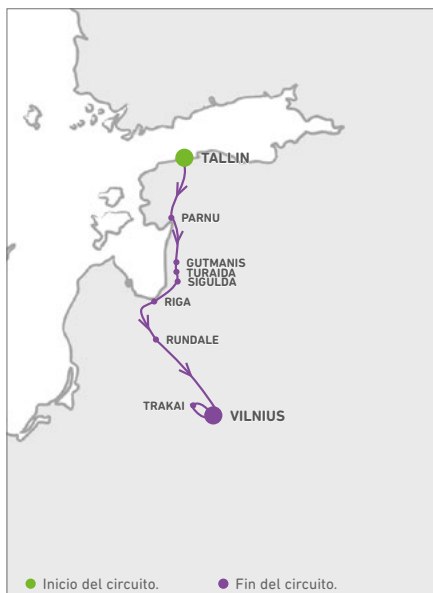 TALLIN
PARNU
GUTMANIS
TURAIDA
SIGULDA
RIGA
RUNDALE
TRAKAI
VILNIUS
Inicio del circuito.
Fin del circuito.